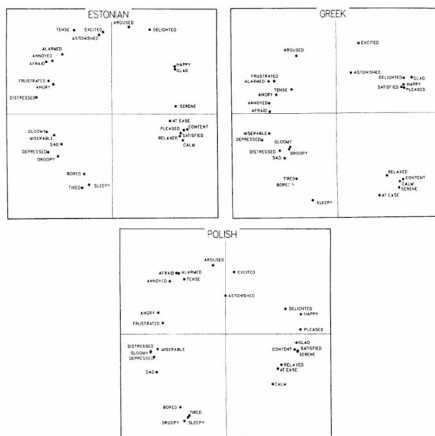 ESTONIAN
AROUSED
TENSE
EXCITED
DELIGHTED
ASTONISHED
ALARMED
ANNOYED
AFRAID
HAPPY
GLAD
FRUSTRATED
ANGRY
DISTRESSED
SERENE
AT EASE
GLOOMY
PLEASED
CONTENT
MISERABLE
RELAXED
SATISFIED
SAD
CALM
DEPRESSED
DROOPY
BORED
TIRED
SLEEPY
GREEK
EXCITED
AROUSED
ASTONISHED
FRUSTRATED
DELIGHTED
GLAD
ALARMED
HAPPY
TENSE
SATISFIED
PLEASED
ANGRY
ANNOYED
AFRAID
MISERABLE
DEPRESSED
GLOOMY
DISTRESSED
DROOPY
SAD
RELAXED
TIRED
CONTENT
BORED
CALM
SERENE
AT EASE
SLEEPY
POLISH
AROUSED
AFRAID
ALARMED
EXCITED
ANNOYED
TENSE
ASTONISHED
DELIGHTED
ANGRY
HAPPY
FRUSTRATED
PLEASED
GLAD
DISTRESSED
MISERABLE
CONTENT
SATISFIED
GLOOMY
SERENE
DEPRESSED
RELAXED
SAD
AT EASE
CALM
BORED
TIRED
DROOPY
SLEEPY